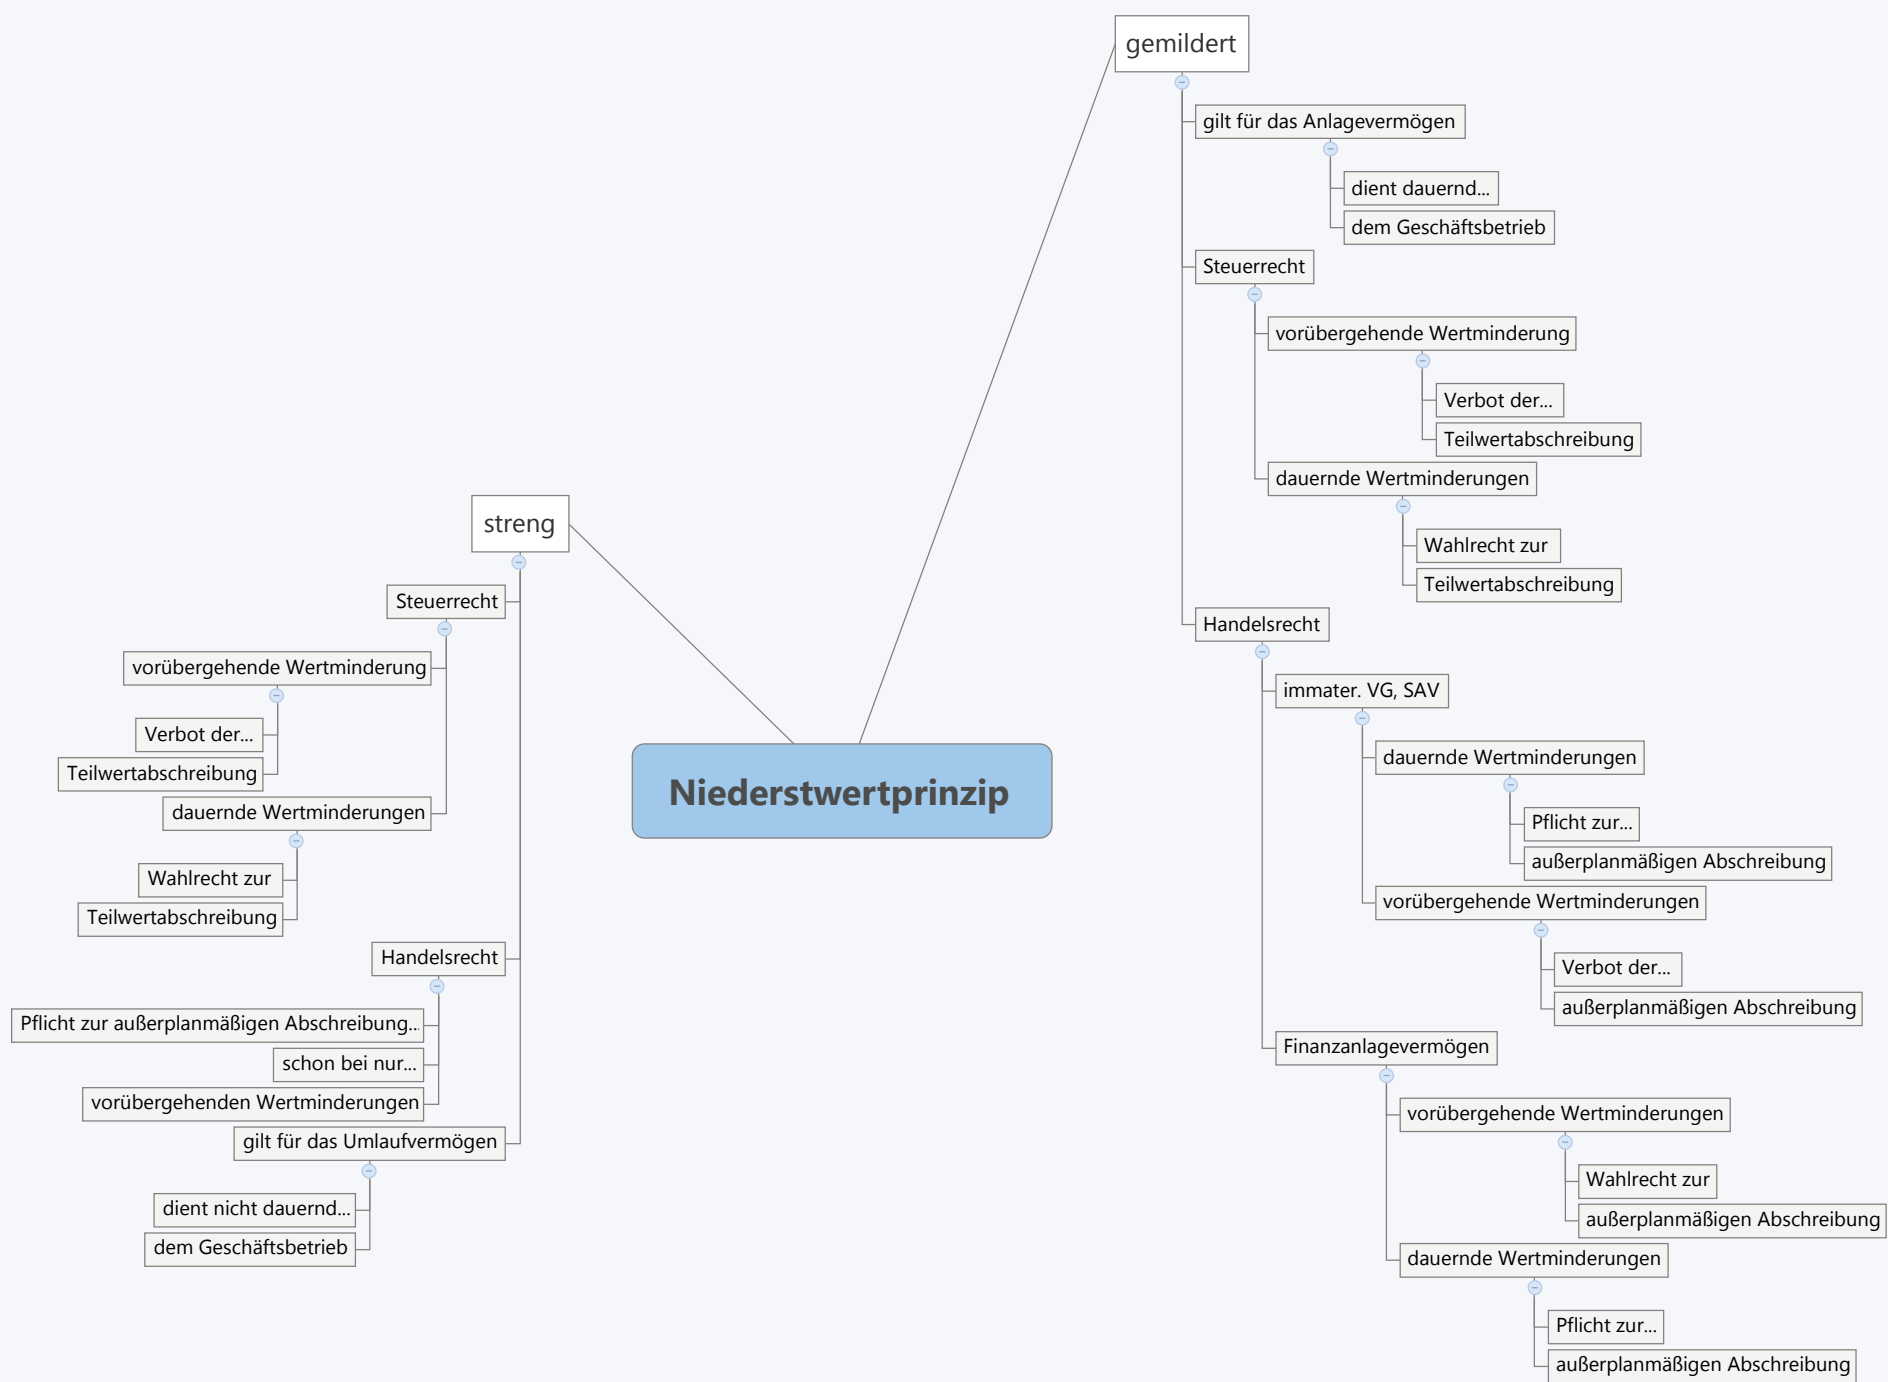 Niederstwertprinzip
gemildert
gilt für das Anlagevermögen
dient dauernd...
dem Geschäftsbetrieb
Steuerrecht
vorübergehende Wertminderung
Verbot der...
Teilwertabschreibung
dauernde Wertminderungen
Wahlrecht zur
Teilwertabschreibung
Handelsrecht
immater. VG, SAV
dauernde Wertminderungen
Pflicht zur...
außerplanmäßigen Abschreibung
vorübergehende Wertminderungen
Verbot der...
außerplanmäßigen Abschreibung
Finanzanlagevermögen
vorübergehende Wertminderungen
Wahlrecht zur
außerplanmäßigen Abschreibung
dauernde Wertminderungen
Pflicht zur...
außerplanmäßigen Abschreibung
streng
Steuerrecht
vorübergehende Wertminderung
Verbot der...
Teilwertabschreibung
dauernde Wertminderungen
Wahlrecht zur
Teilwertabschreibung
Handelsrecht
Pflicht zur außerplanmäßigen Abschreibung...
schon bei nur...
vorübergehenden Wertminderungen
gilt für das Umlaufvermögen
dient nicht dauernd...
dem Geschäftsbetrieb